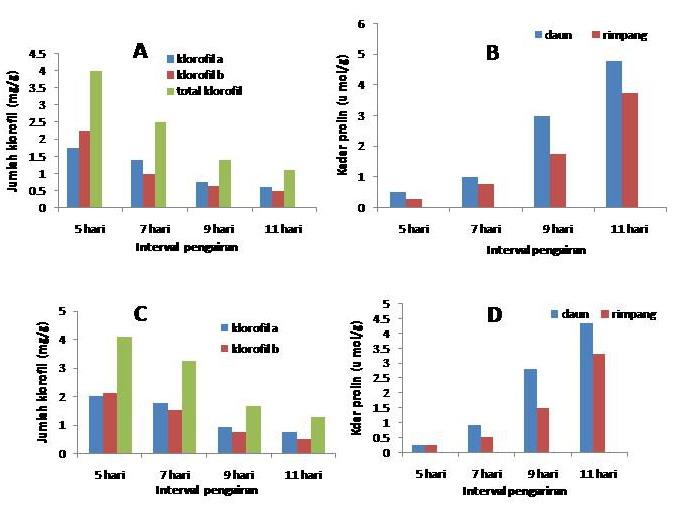 A
klorofil a
klorofil b
total klorofil
Jumlah klorofil (mg/g)
4.5
4
3.5
3
2.5
2
1.5
1
0.5
0
5 hari 7 hari 9 hari 11 hari
Interval pengairan
B
daun rimpang
Kadar prolin (u mol/g)
6
5
4
3
2
1
0
5 hari 7 hari 9 hari 11 hari
Interval pengairan
C
klorofil a
klorofil b
Jumlah klorofil (mg/g)
5
4
3
2
1
0
5 hari 7 hari 9 hari 11 hari
Interval pengairan
D
daun rimpang
Kdar prolin (u mol/g)
5
4.5
4
3.5
3
2.5
2
1.5
1
0.5
0
5 hari 7 hari 9 hari 11 hari
Interval pengariran